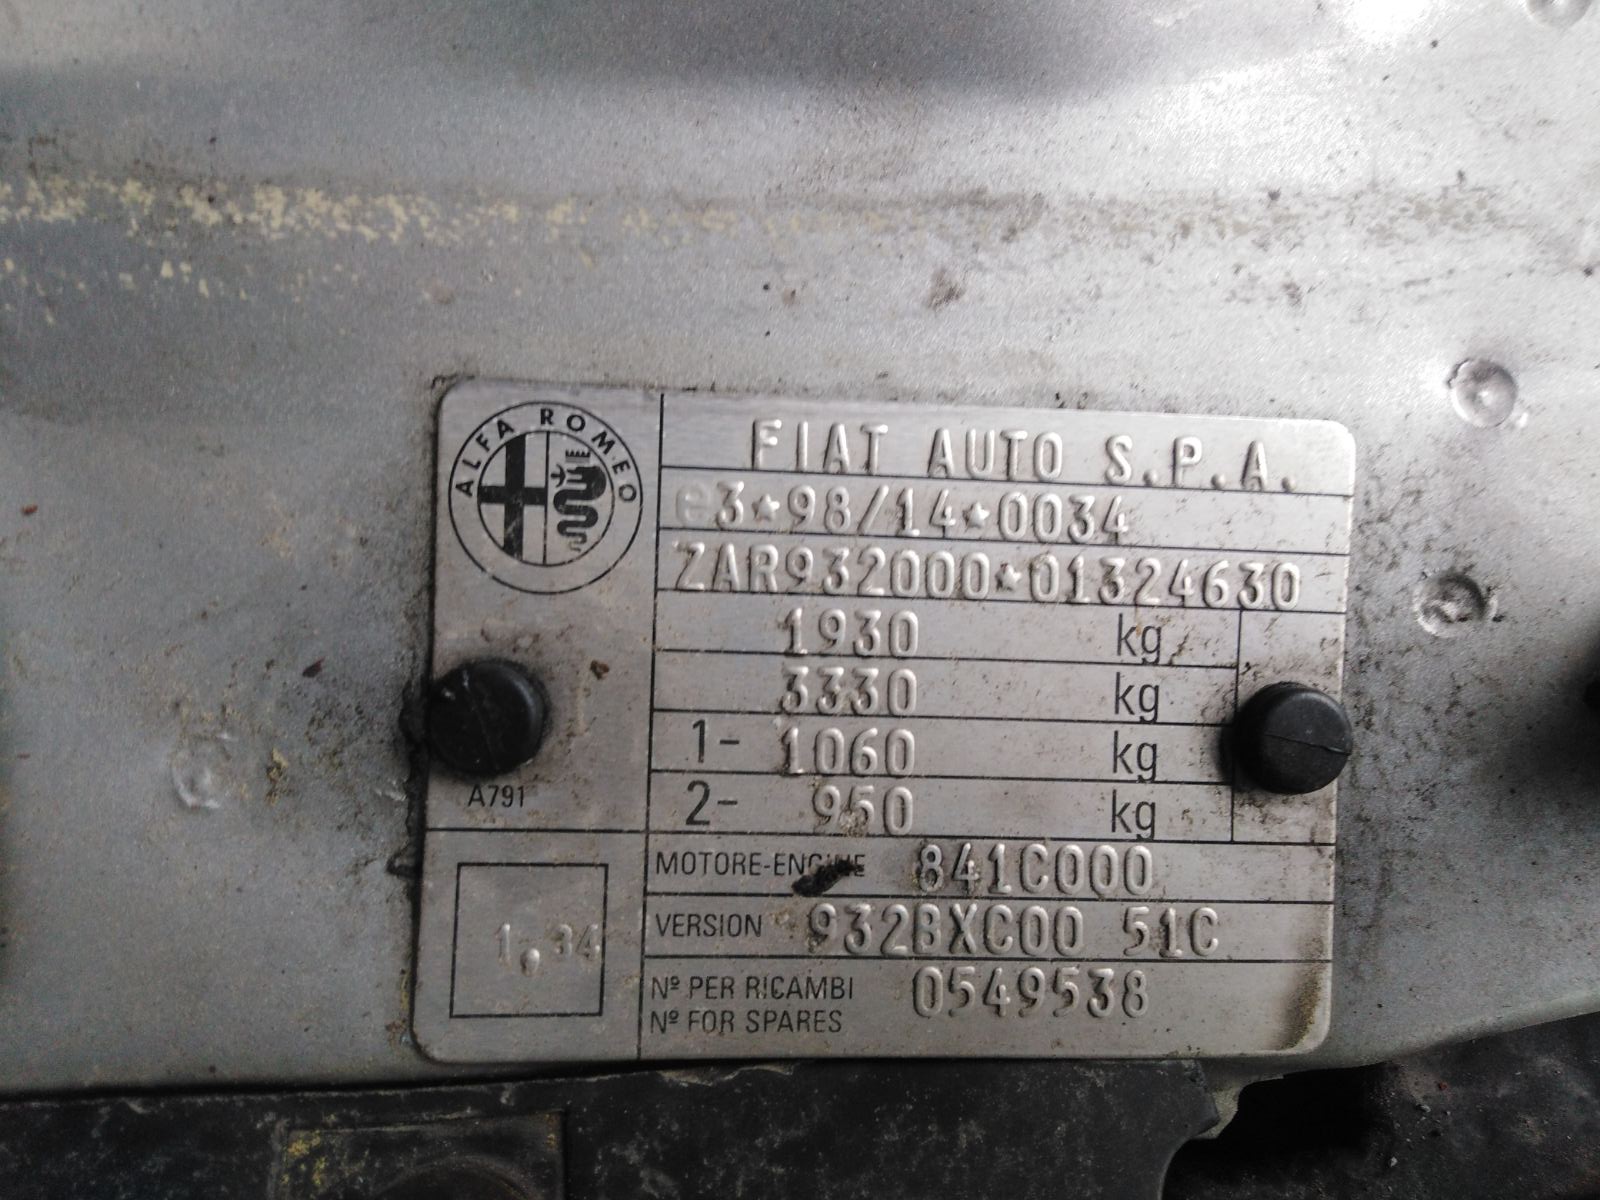 ALFA ROMEO
FIAT AUTO S.P.A.
e3*98/14*0034
ZAR932000*01324630
1930 kg
3330 kg
1- 1060 kg
2- 950 kg
A791
MOTORE-ENGINE 841C000
VERSION 932BXC00 51C
1,34
Nº PER RICAMBI 0549538
Nº FOR SPARES